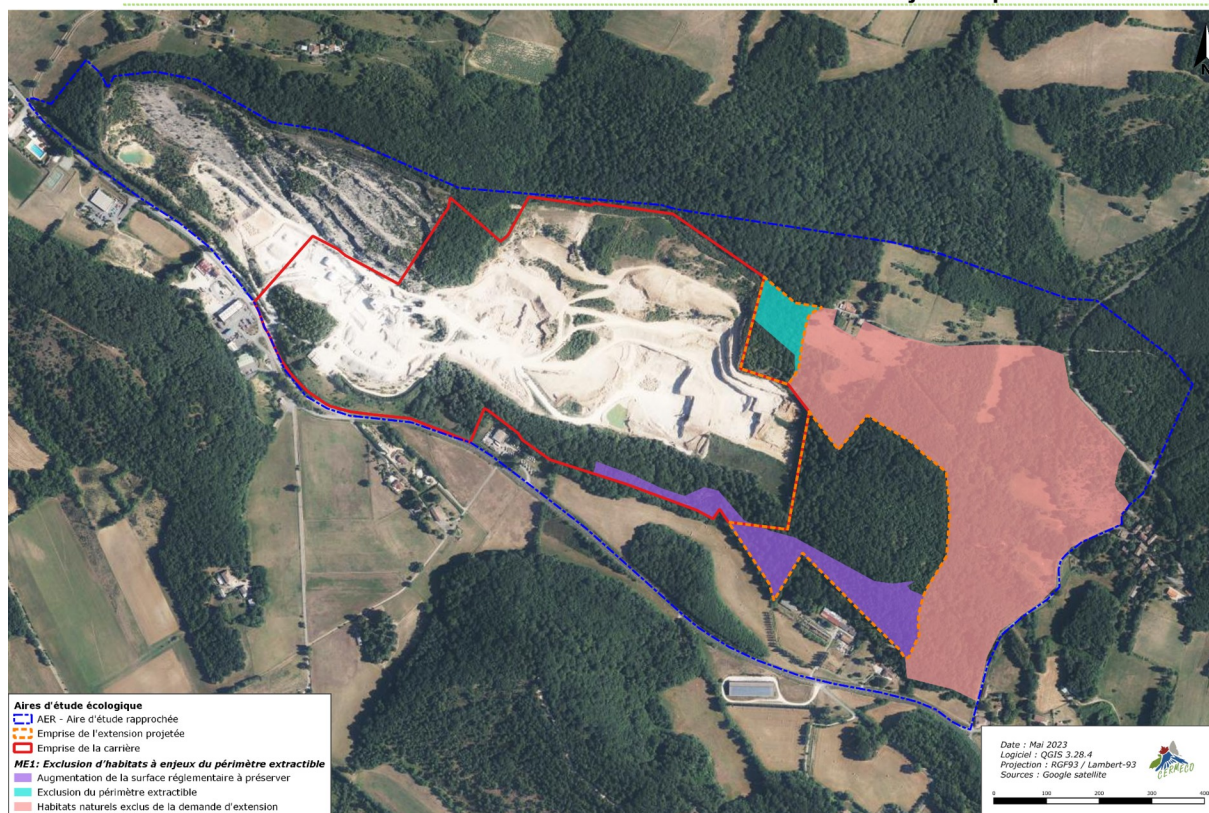 N
Aires d'étude écologique
AER - Aire d'étude rapprochée
Emprise de l'extension projetée
Emprise de la carrière
ME1: Exclusion d'habitats à enjeux du périmètre extractible
Augmentation de la surface réglementaire à préserver
Exclusion du périmètre extractible
Habitats naturels exclus de la demande d'extension
Date : Mai 2023
Logiciel : QGIS 3.28.4
Projection : RGF93 / Lambert-93
Sources : Google satellite
CERMECO
0 100 200 300 400